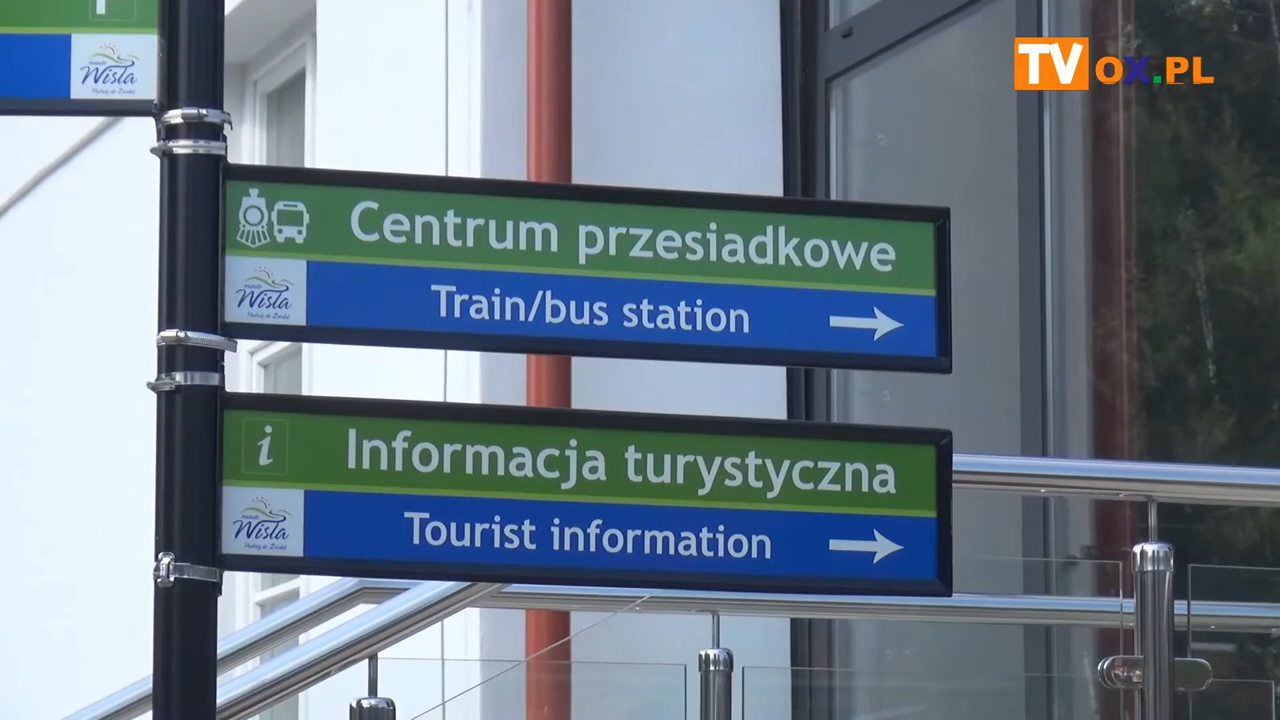 TVOX.PL
Wisła
Centrum przesiadkowe
Wisła
Train/bus station
i Informacja turystyczna
Wisła
Tourist information